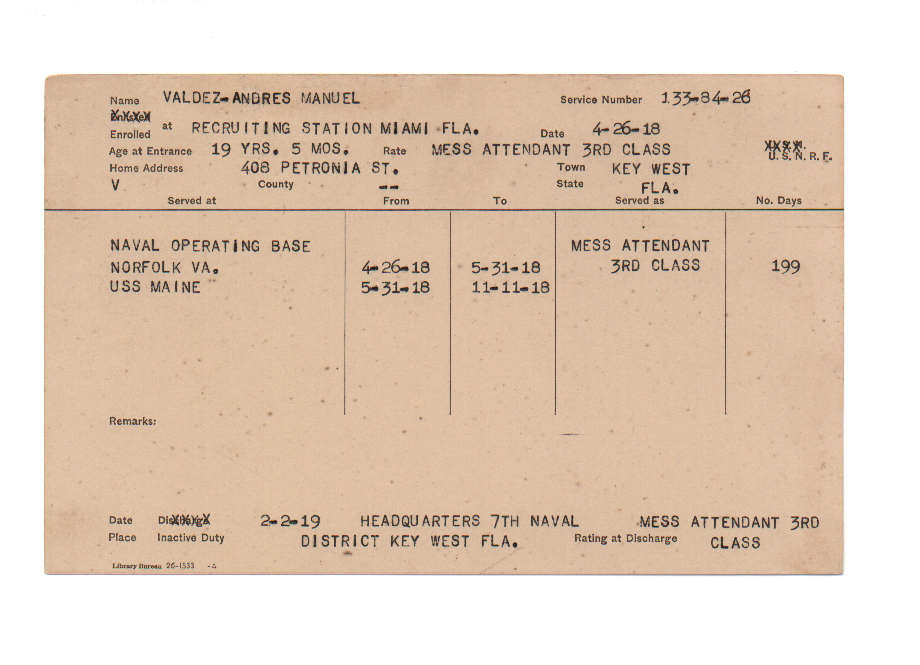 Name VALDEZ-ANDRES MANUEL Service Number 133-84-26
Enrolled at RECRUITING STATION MIAMI FLA. Date 4-26-18
Age at Entrance 19 YRS. 5 MOS. Rate MESS ATTENDANT 3RD CLASS U.S.N.R.F.
Home Address 408 PETRONIA ST. Town KEY WEST
V County -- State FLA.
Served at From To Served as No. Days
NAVAL OPERATING BASE MESS ATTENDANT
NORFOLK VA. 4-26-18 5-31-18 3RD CLASS 199
USS MAINE 5-31-18 11-11-18
Remarks:
Date 2-2-19 HEADQUARTERS 7TH NAVAL MESS ATTENDANT 3RD
Place Inactive Duty DISTRICT KEY WEST FLA. Rating at Discharge CLASS
Library Bureau 26-1533